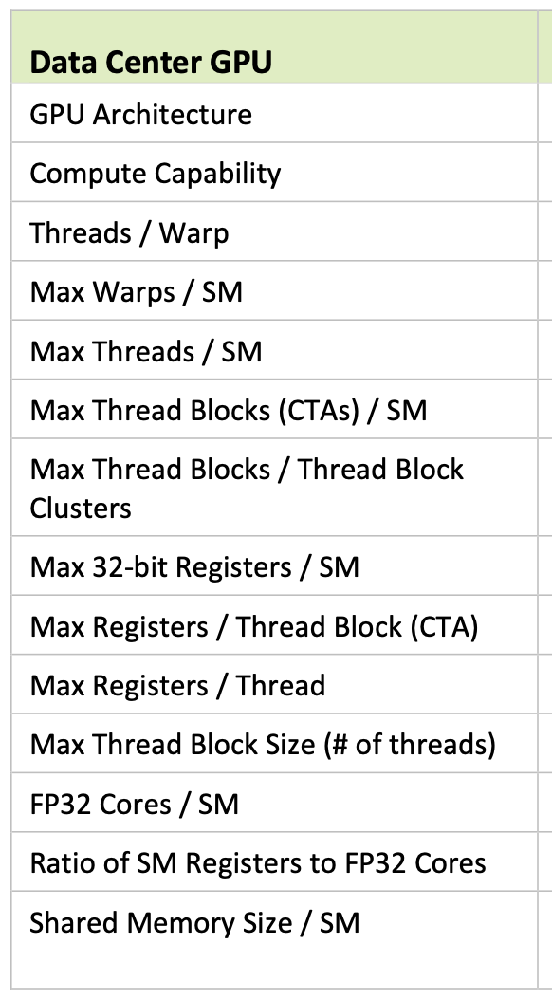 Data Center GPU
GPU Architecture
Compute Capability
Threads / Warp
Max Warps / SM
Max Threads / SM
Max Thread Blocks (CTAs) / SM
Max Thread Blocks / Thread Block
Clusters
Max 32-bit Registers / SM
Max Registers / Thread Block (CTA)
Max Registers / Thread
Max Thread Block Size (# of threads)
FP32 Cores / SM
Ratio of SM Registers to FP32 Cores
Shared Memory Size / SM